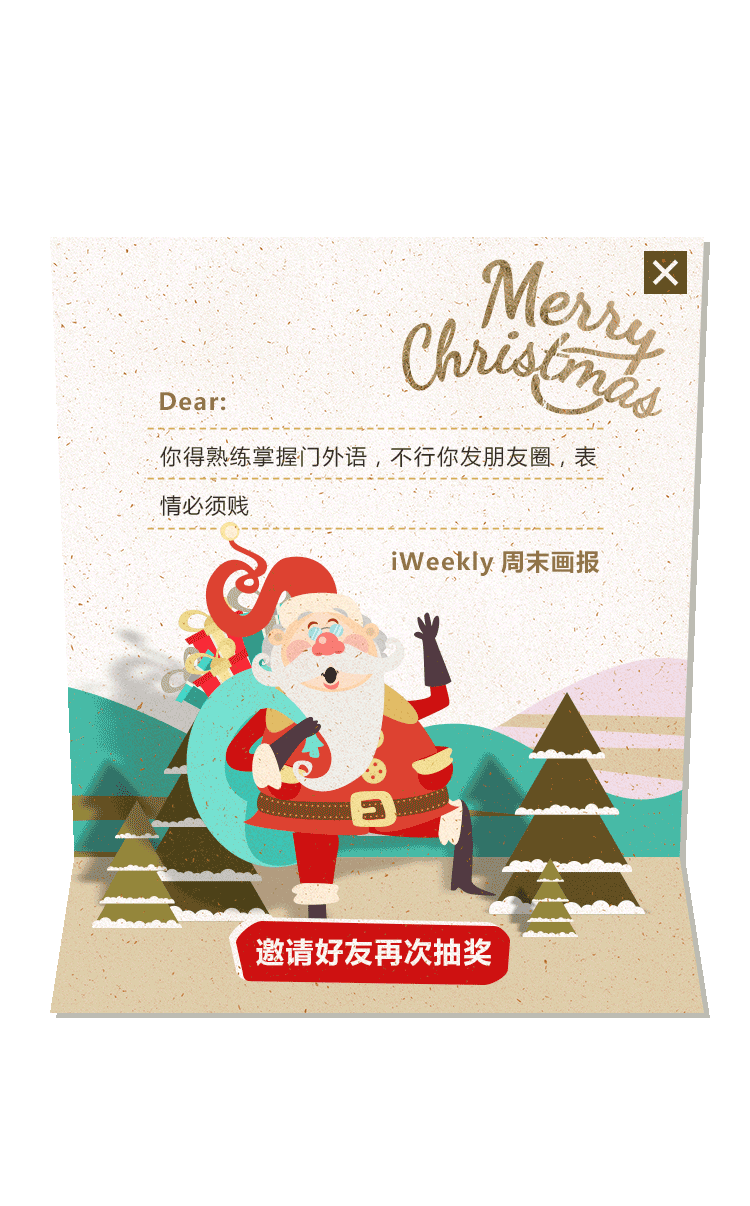 Merry
Christmas
Dear:
你得熟练掌握门外语，不行你发朋友圈，表
情必须贱
iWeekly 周末画报
邀请好友再次抽奖